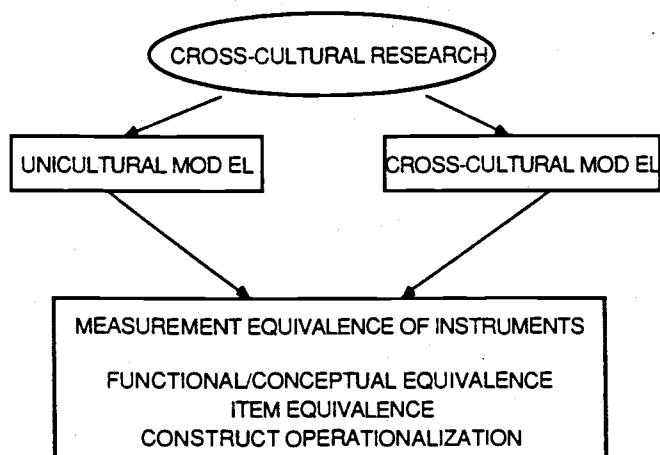 CROSS-CULTURAL RESEARCH
UNICULTURAL MOD EL
CROSS-CULTURAL MOD EL
MEASUREMENT EQUIVALENCE OF INSTRUMENTS
FUNCTIONAL/CONCEPTUAL EQUIVALENCE
ITEM EQUIVALENCE
CONSTRUCT OPERATIONALIZATION